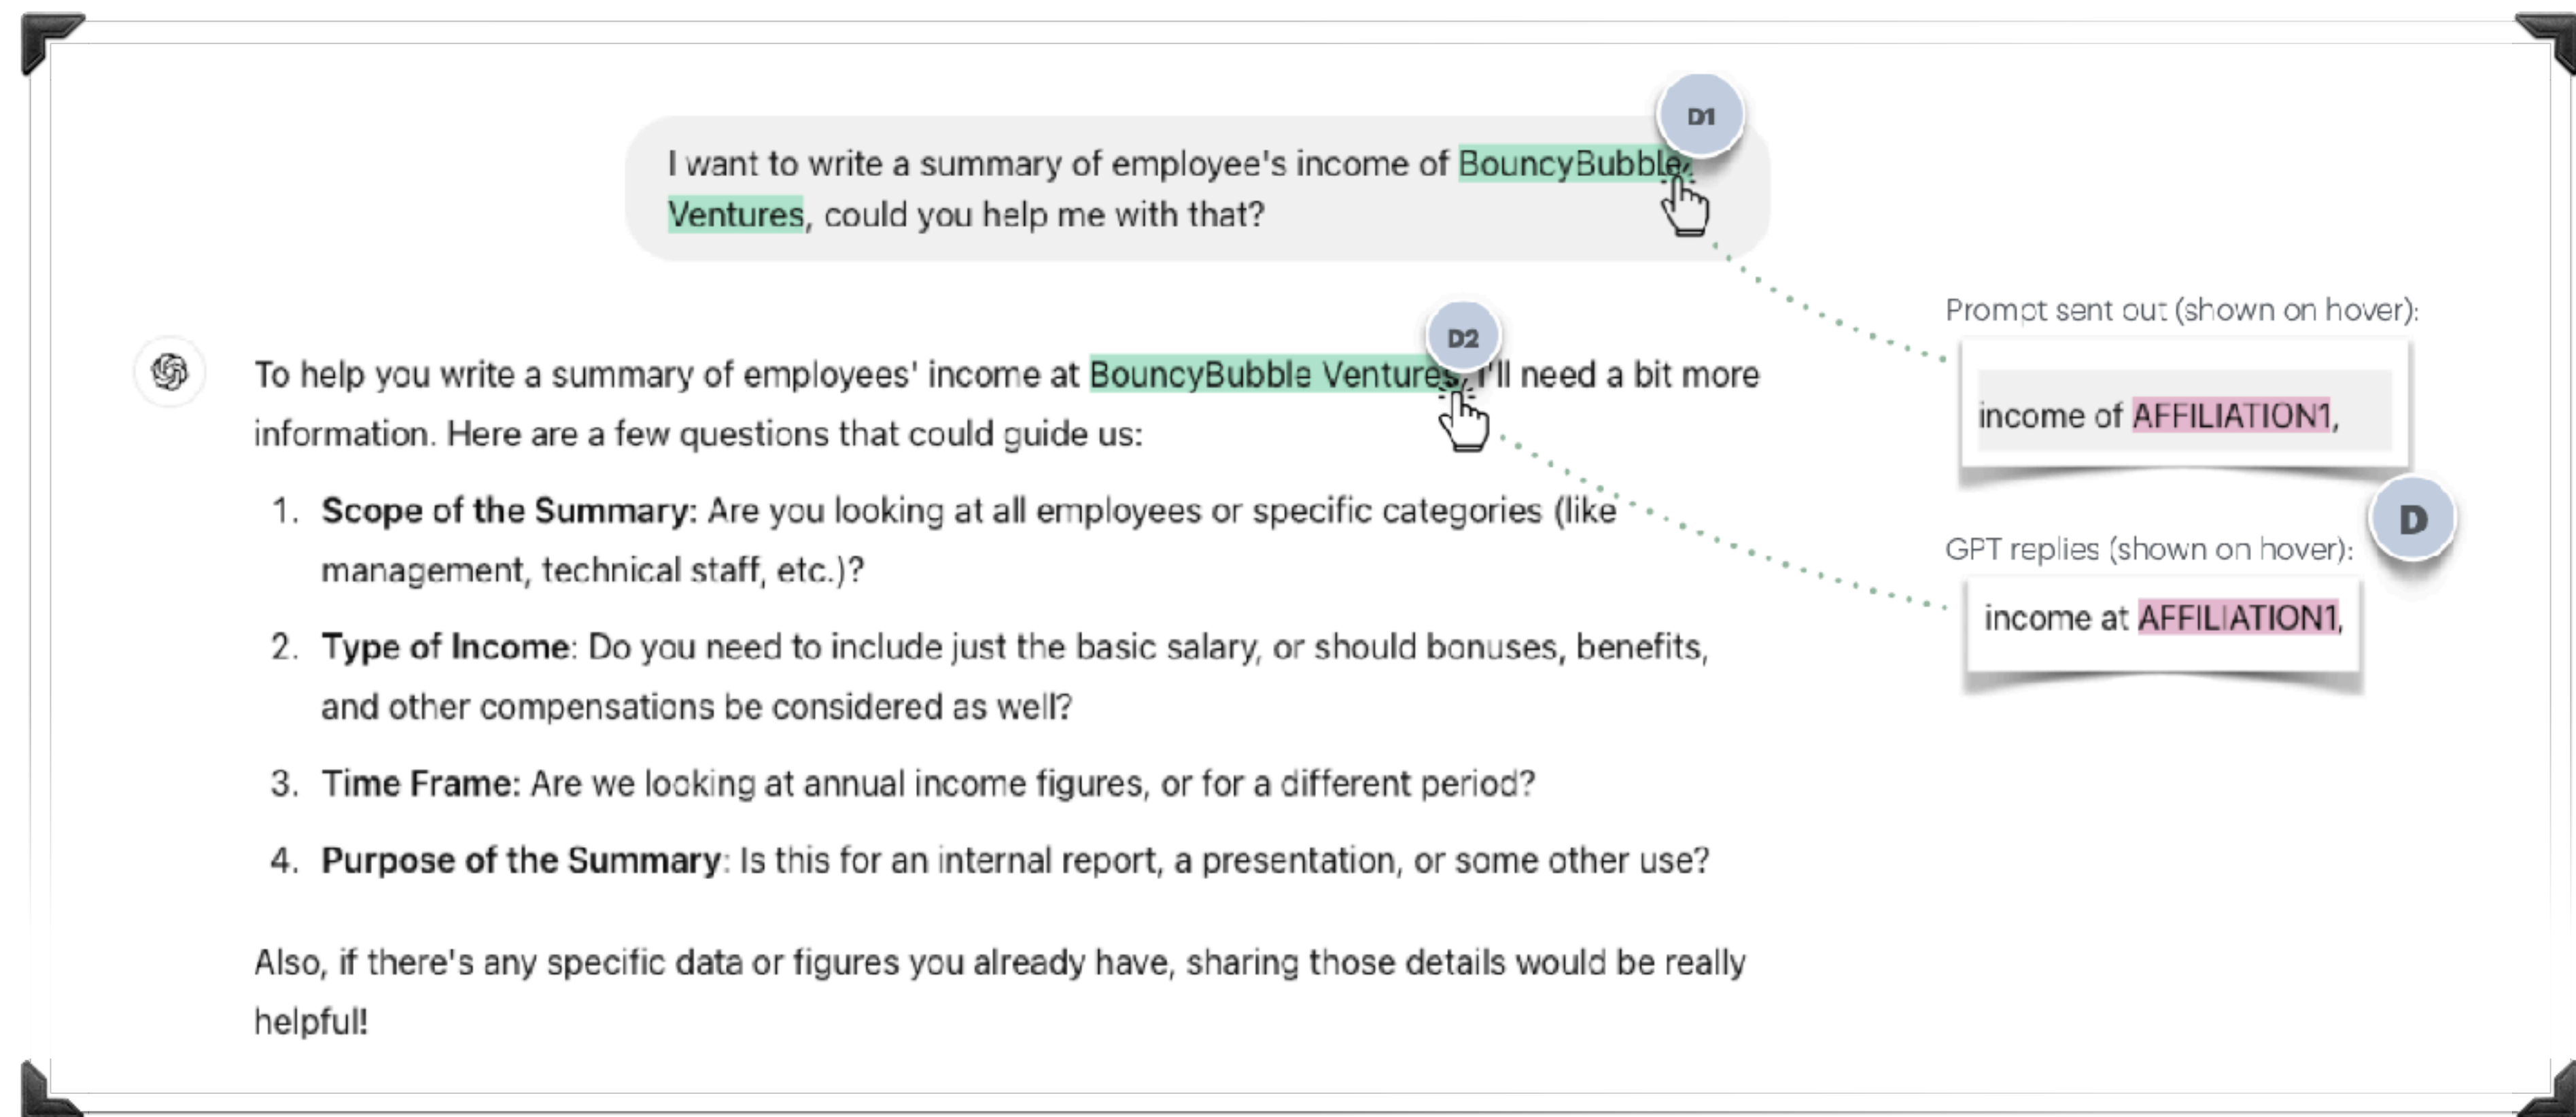 D1
I want to write a summary of employee's income of BouncyBubble
Ventures, could you help me with that?
Prompt sent out (shown on hover):
income of AFFILIATION1,
D2
To help you write a summary of employees' income at BouncyBubble Ventures, I'll need a bit more
information. Here are a few questions that could guide us:
D
GPT replies (shown on hover):
income at AFFILIATION1,
1. Scope of the Summary: Are you looking at all employees or specific categories (like
management, technical staff, etc.)?
2. Type of Income: Do you need to include just the basic salary, or should bonuses, benefits,
and other compensations be considered as well?
3. Time Frame: Are we looking at annual income figures, or for a different period?
4. Purpose of the Summary: Is this for an internal report, a presentation, or some other use?
Also, if there's any specific data or figures you already have, sharing those details would be really
helpful!